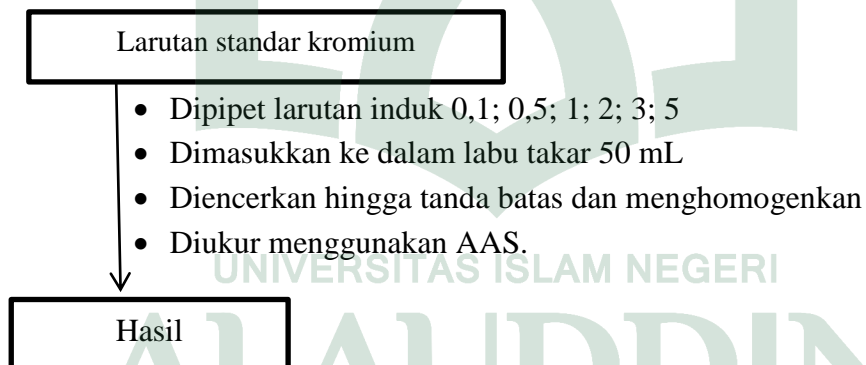 Larutan standar kromium
• Dipipet larutan induk 0,1; 0,5; 1; 2; 3; 5
• Dimasukkan ke dalam labu takar 50 mL
• Diencerkan hingga tanda batas dan menghomogenkan
• Diukur menggunakan AAS.
UNIVERSITAS ISLAM NEGERI
Hasil
ALAUDDIN